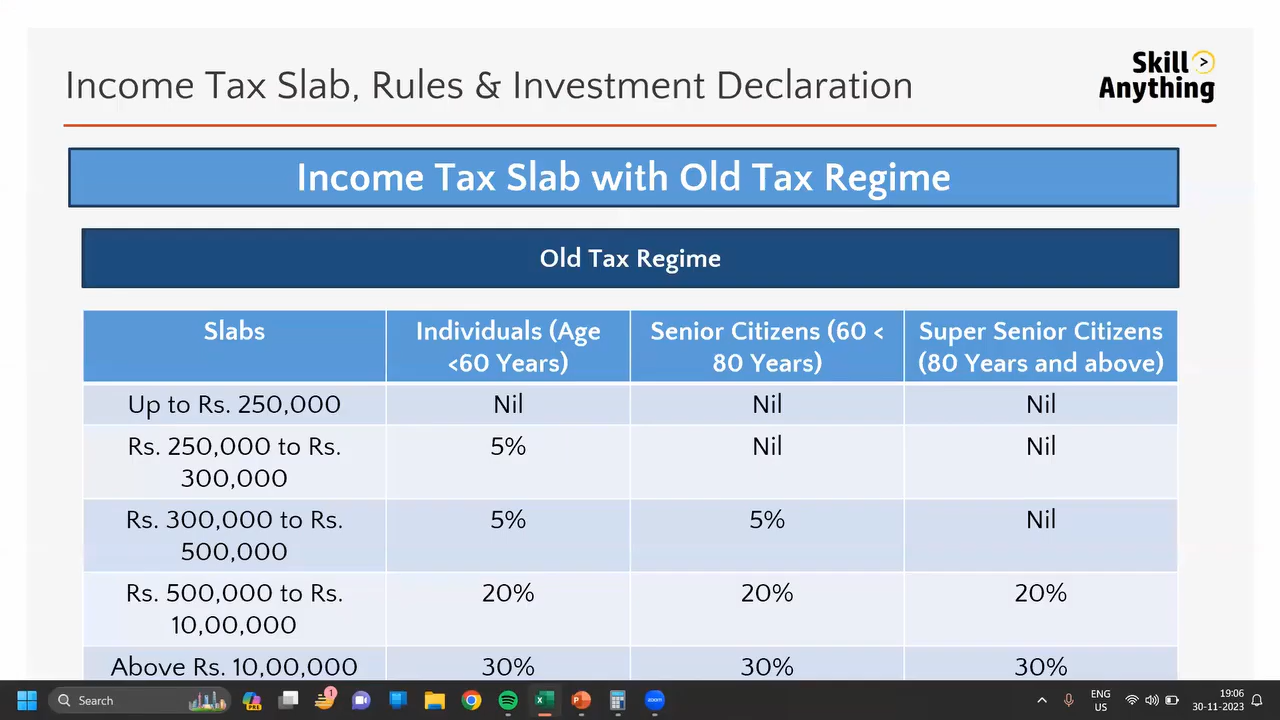 Income Tax Slab, Rules & Investment Declaration
Skill
Anything
Income Tax Slab with Old Tax Regime
Old Tax Regime
Slabs
Individuals (Age
<60 Years)
Senior Citizens (60 <
80 Years)
Super Senior Citizens
(80 Years and above)
Up to Rs. 250,000
Nil
Nil
Nil
Rs. 250,000 to Rs.
300,000
5%
Nil
Nil
Rs. 300,000 to Rs.
500,000
5%
5%
Nil
Rs. 500,000 to Rs.
10,00,000
20%
20%
20%
Above Rs. 10,00,000
30%
30%
30%
Search
PRE
1
ENG
US
19:06
30-11-2023